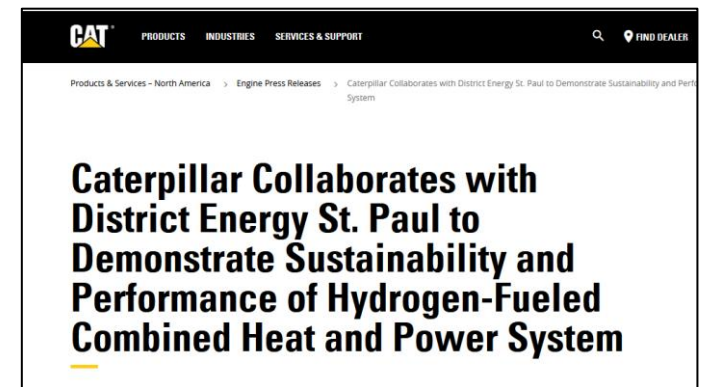 CAT PRODUCTS INDUSTRIES SERVICES & SUPPORT FIND DEALER
Products & Services – North America > Engine Press Releases > Caterpillar Collaborates with District Energy St. Paul to Demonstrate Sustainability and Perfo
System
Caterpillar Collaborates with
District Energy St. Paul to
Demonstrate Sustainability and
Performance of Hydrogen-Fueled
Combined Heat and Power System